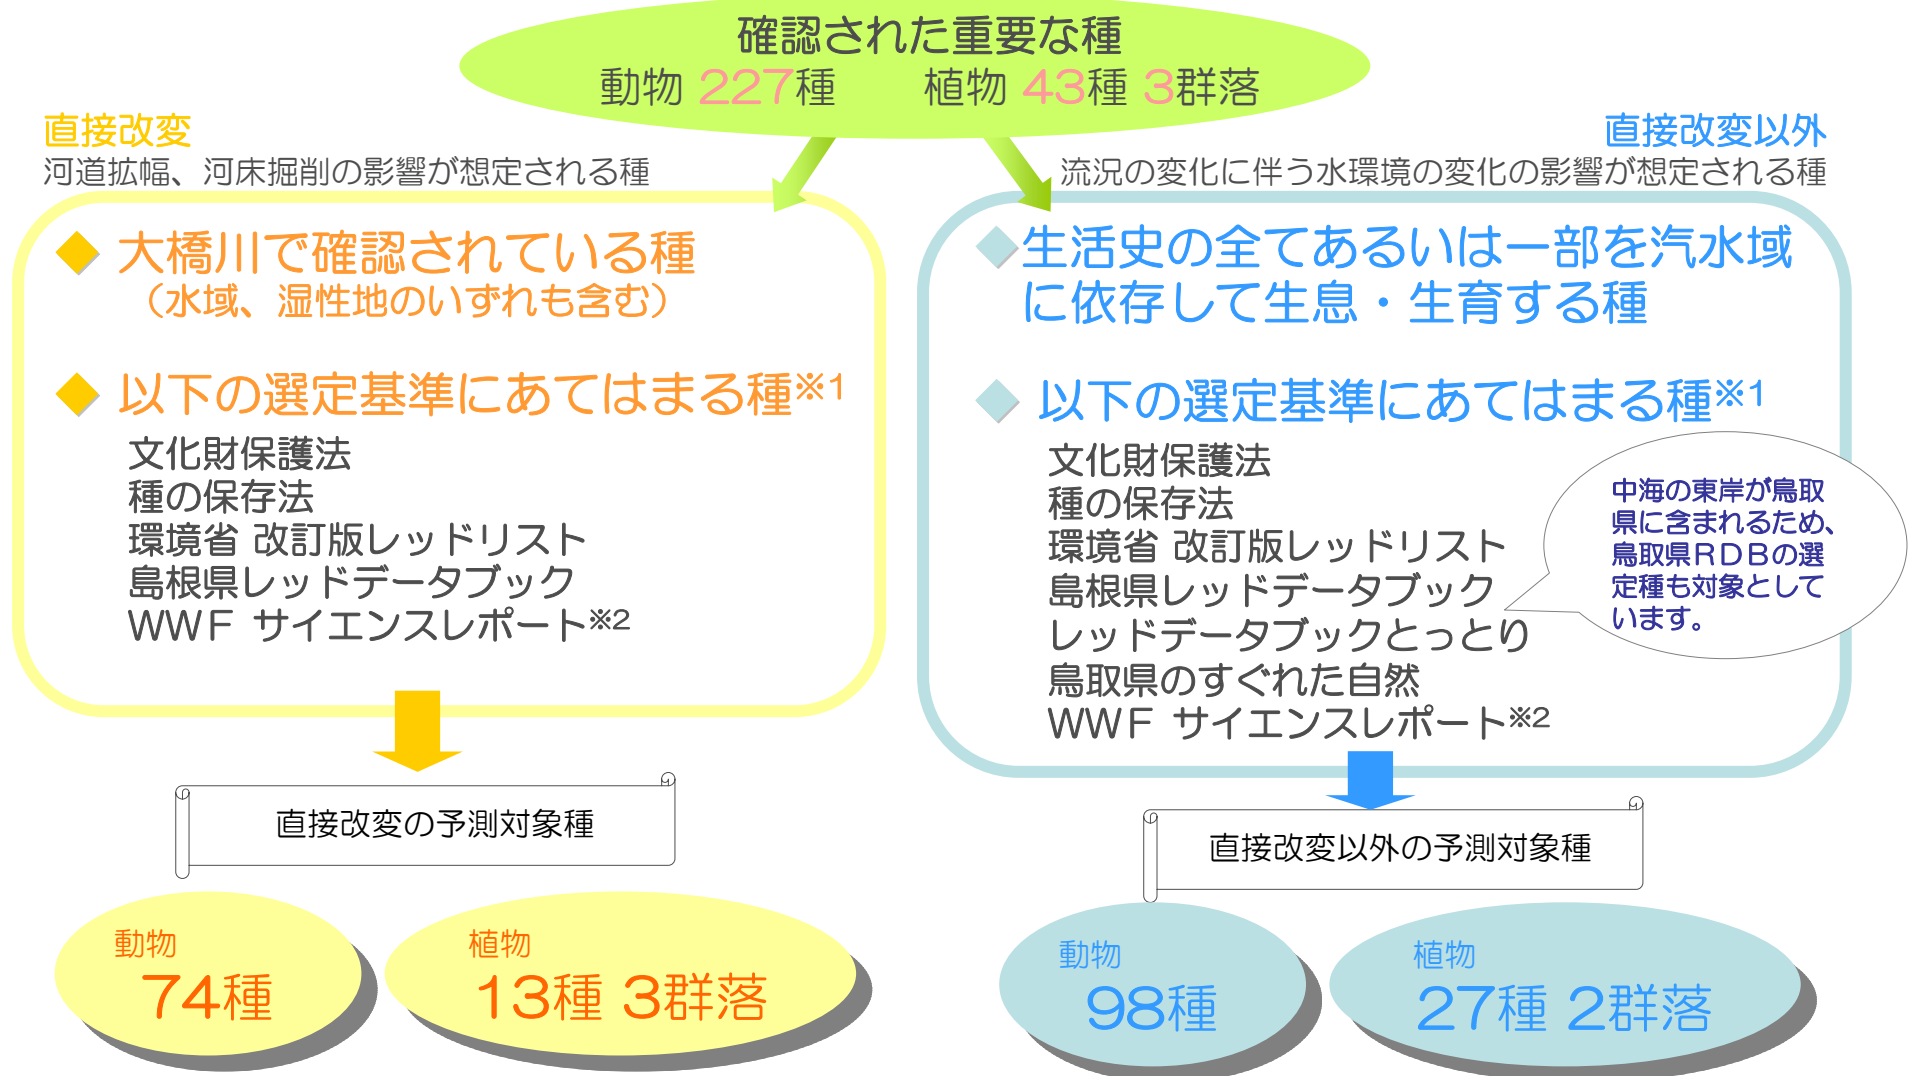 確認された重要な種
動物 227種 植物 43種 3群落
直接改変
河道拡幅、河床掘削の影響が想定される種
◆ 大橋川で確認されている種
（水域、湿性地のいずれも含む）
◆ 以下の選定基準にあてはまる種※1
文化財保護法
種の保存法
環境省 改訂版レッドリスト
島根県レッドデータブック
WWF サイエンスレポート※2
直接改変の予測対象種
動物
74種
植物
13種 3群落
直接改変以外
流況の変化に伴う水環境の変化の影響が想定される種
◆生活史の全てあるいは一部を汽水域
に依存して生息・生育する種
◆ 以下の選定基準にあてはまる種※1
文化財保護法
種の保存法
環境省 改訂版レッドリスト
島根県レッドデータブック
レッドデータブックとっとり
鳥取県のすぐれた自然
WWF サイエンスレポート※2
中海の東岸が鳥取
県に含まれるため、
鳥取県RDBの選
定種も対象として
います。
直接改変以外の予測対象種
動物
98種
植物
27種 2群落